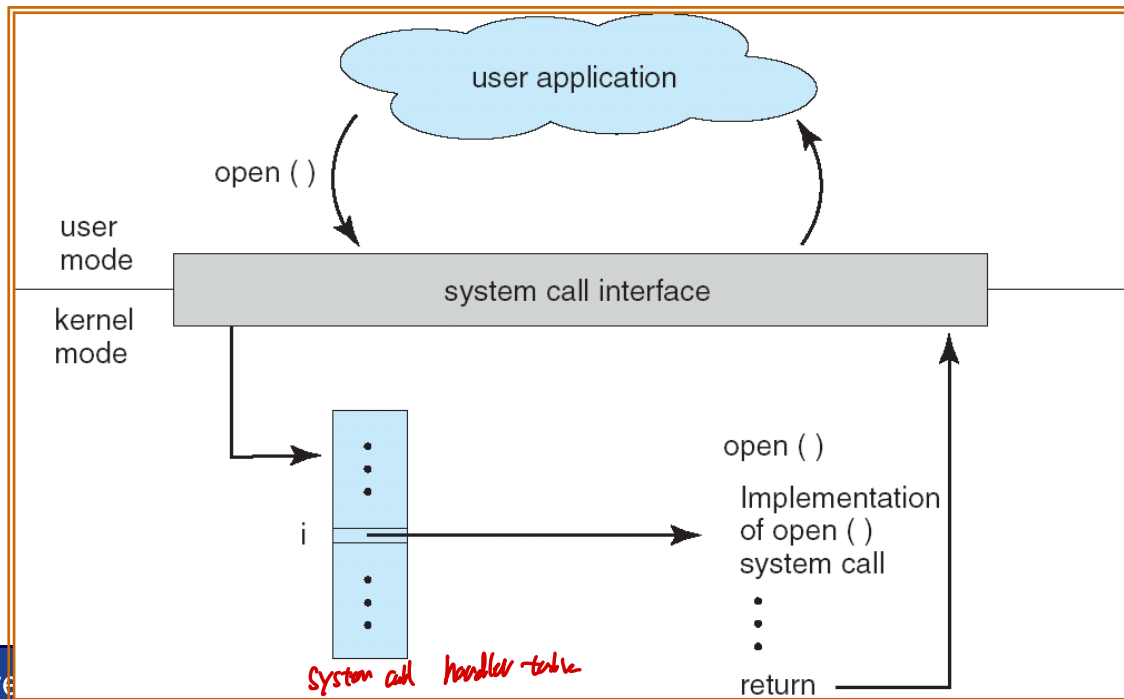 user application
open ( )
user
mode
system call interface
kernel
mode
open ( )
Implementation
of open ( )
system call
i
system call handler table
return